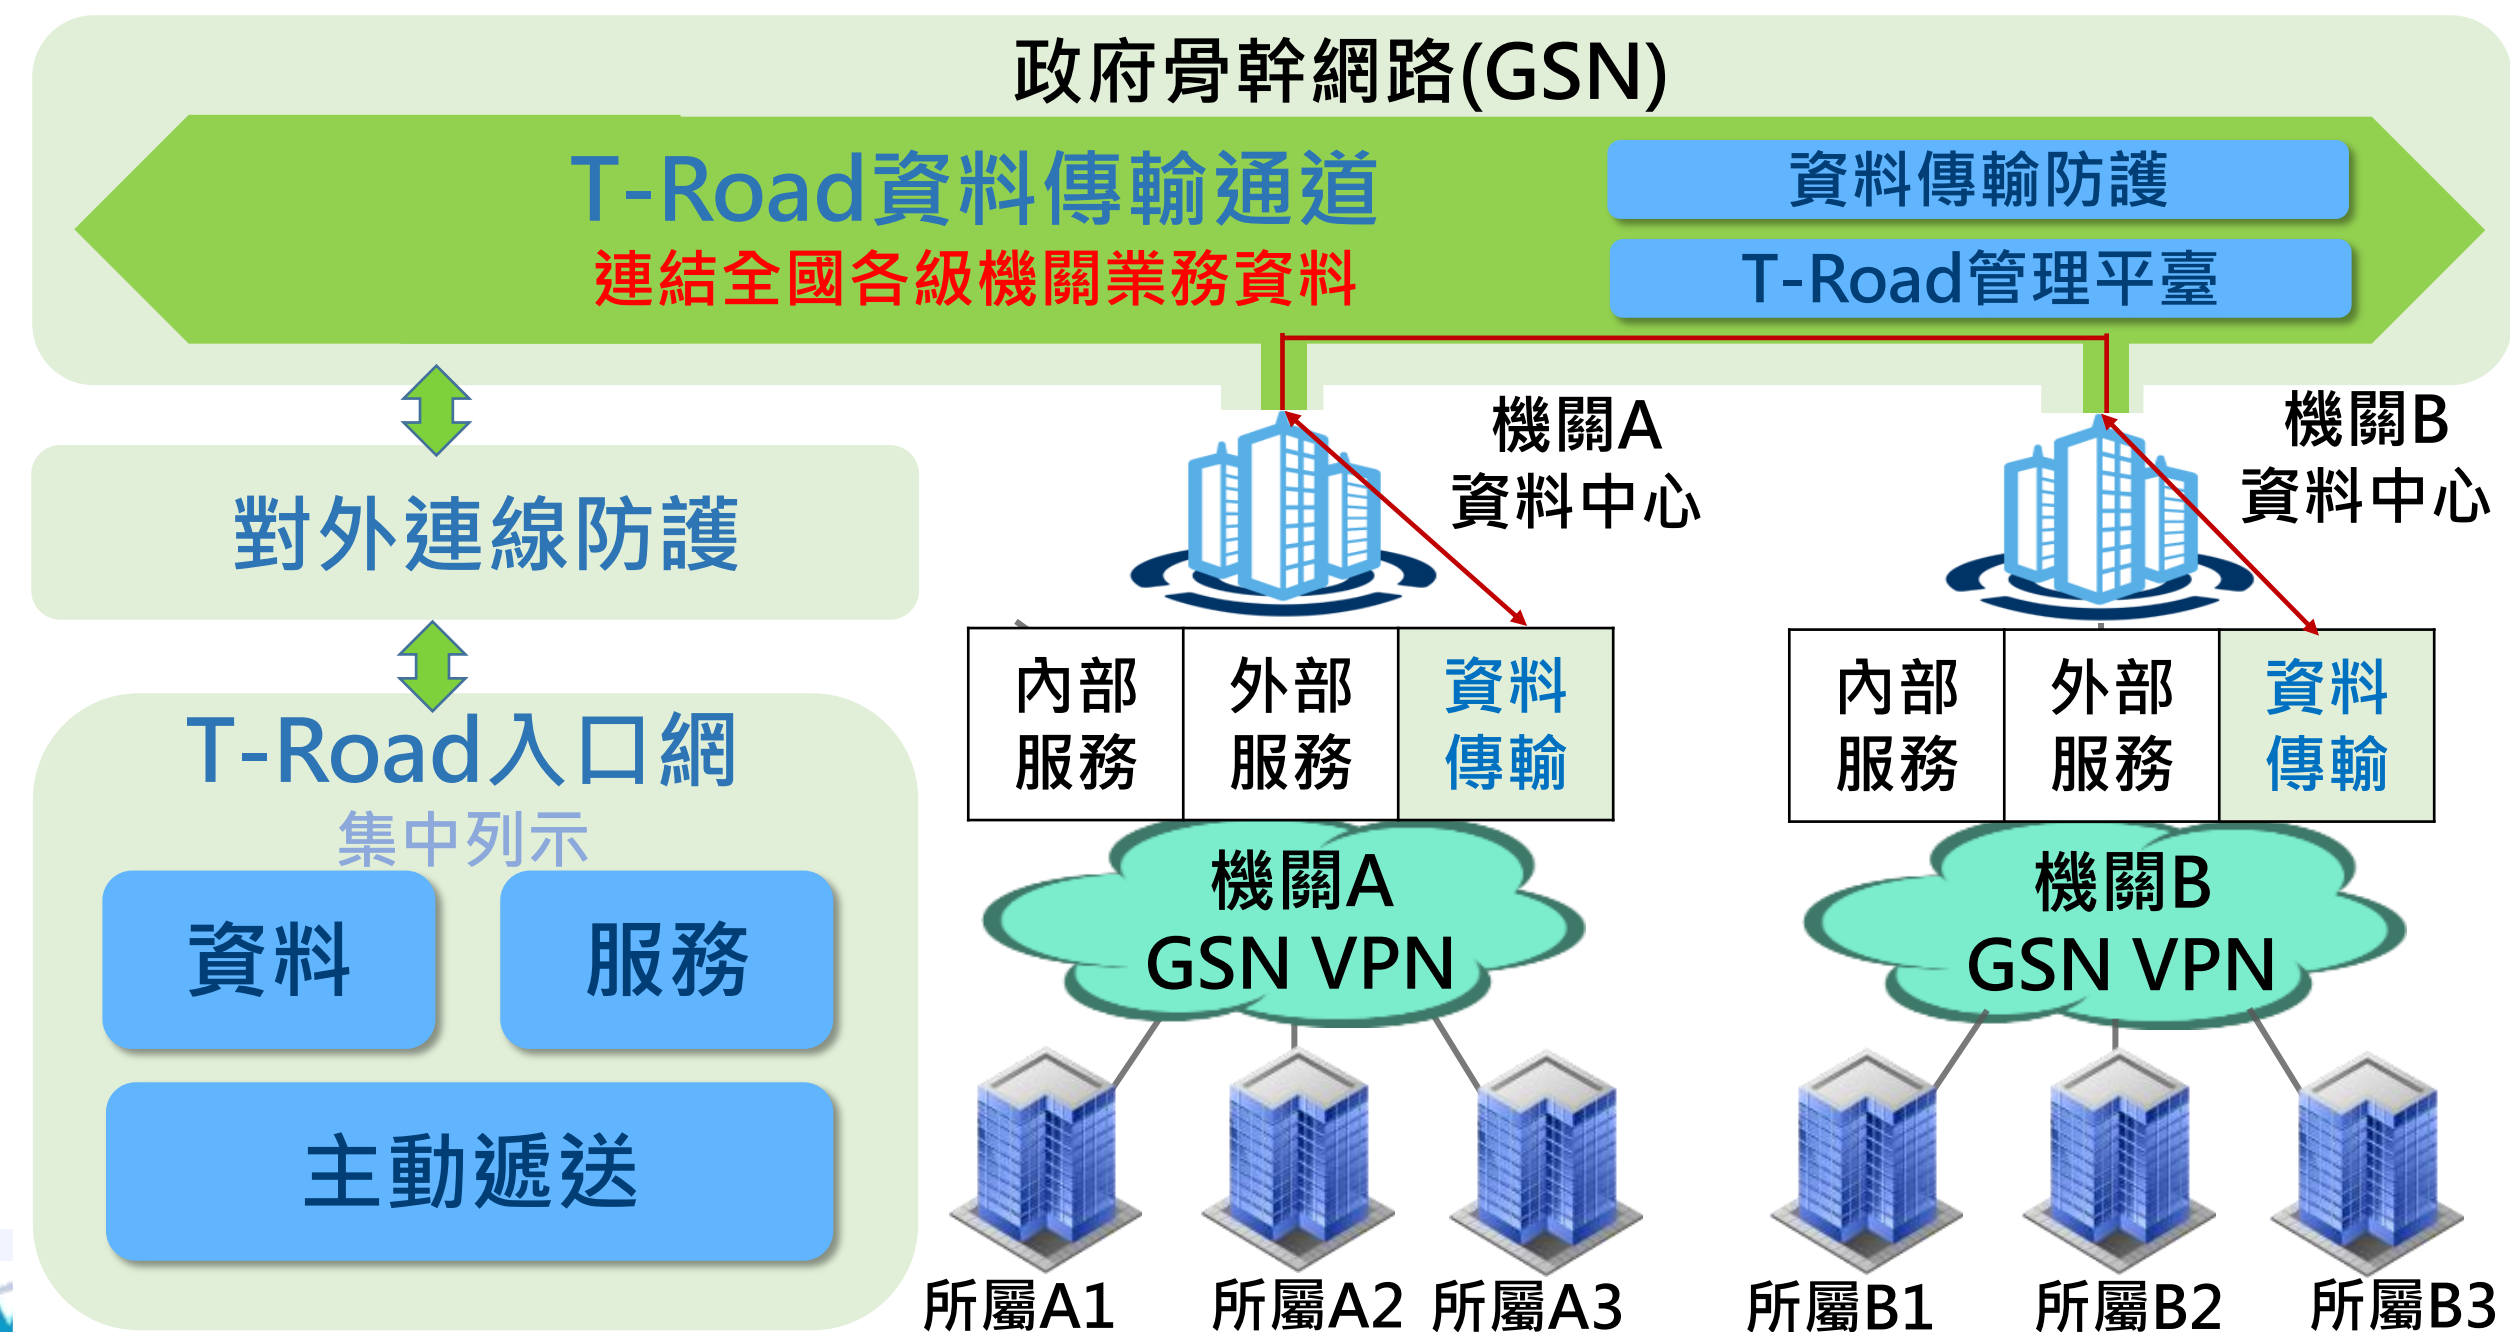 政府骨幹網路(GSN)
T-Road資料傳輸通道
連結全國各級機關業務資料
資料傳輸防護
T-Road管理平臺
對外連線防護
T-Road入口網
集中列示
資料
服務
主動遞送
機關A
資料中心
內部
服務
外部
服務
資料
傳輸
機關A
GSN VPN
所屬A1
所屬A2
所屬A3
機關B
資料中心
內部
服務
外部
服務
資料
傳輸
機關B
GSN VPN
所屬B1
所屬B2
所屬B3